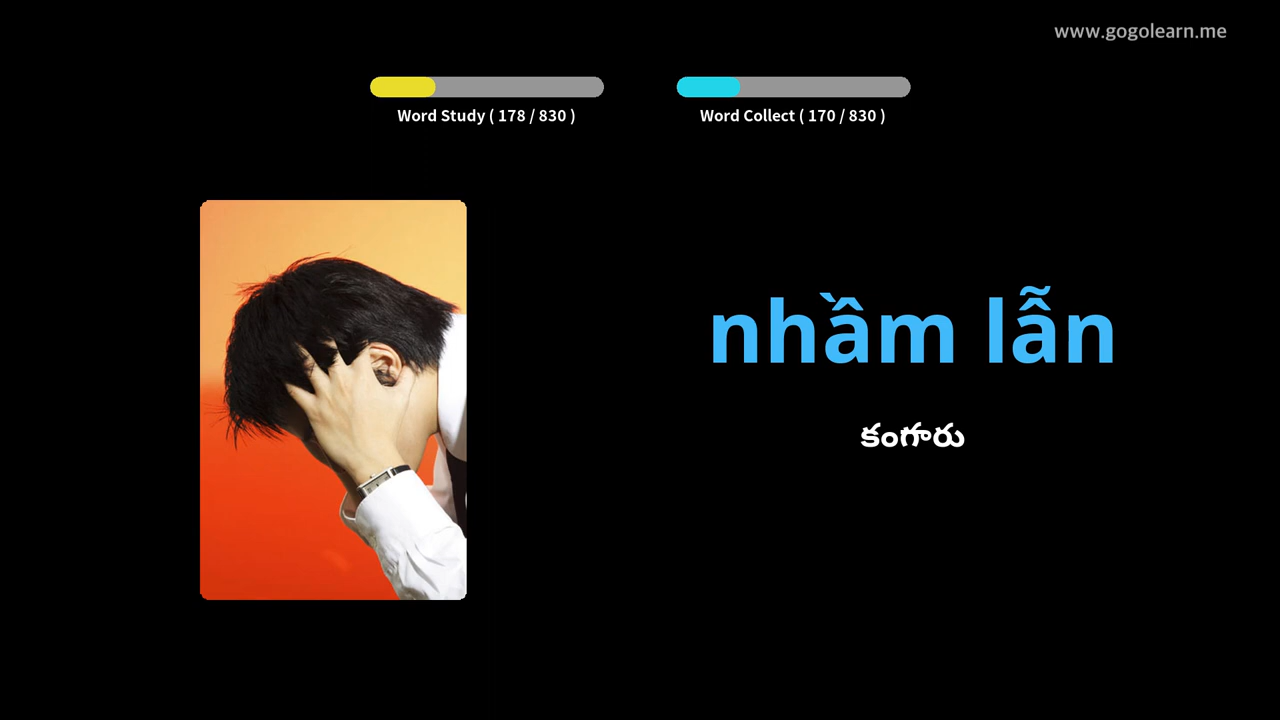 www.gogolearn.me
Word Study ( 178 / 830 )
Word Collect ( 170 / 830 )
nhầm lẫn
కంగారు